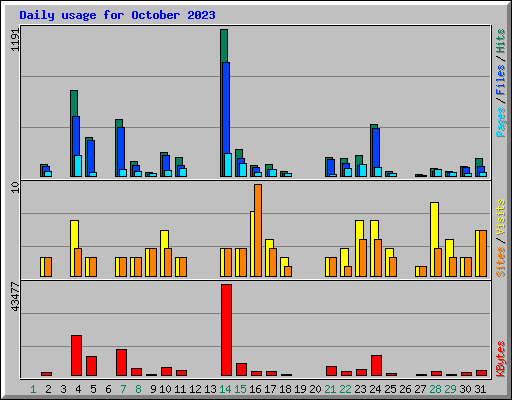 Daily usage for October 2023
1191
Pages / Files / Hits
10
Sites / Visits
43477
KBytes
1 2 3 4 5 6 7 8 9 10 11 12 13 14 15 16 17 18 19 20 21 22 23 24 25 26 27 28 29 30 31